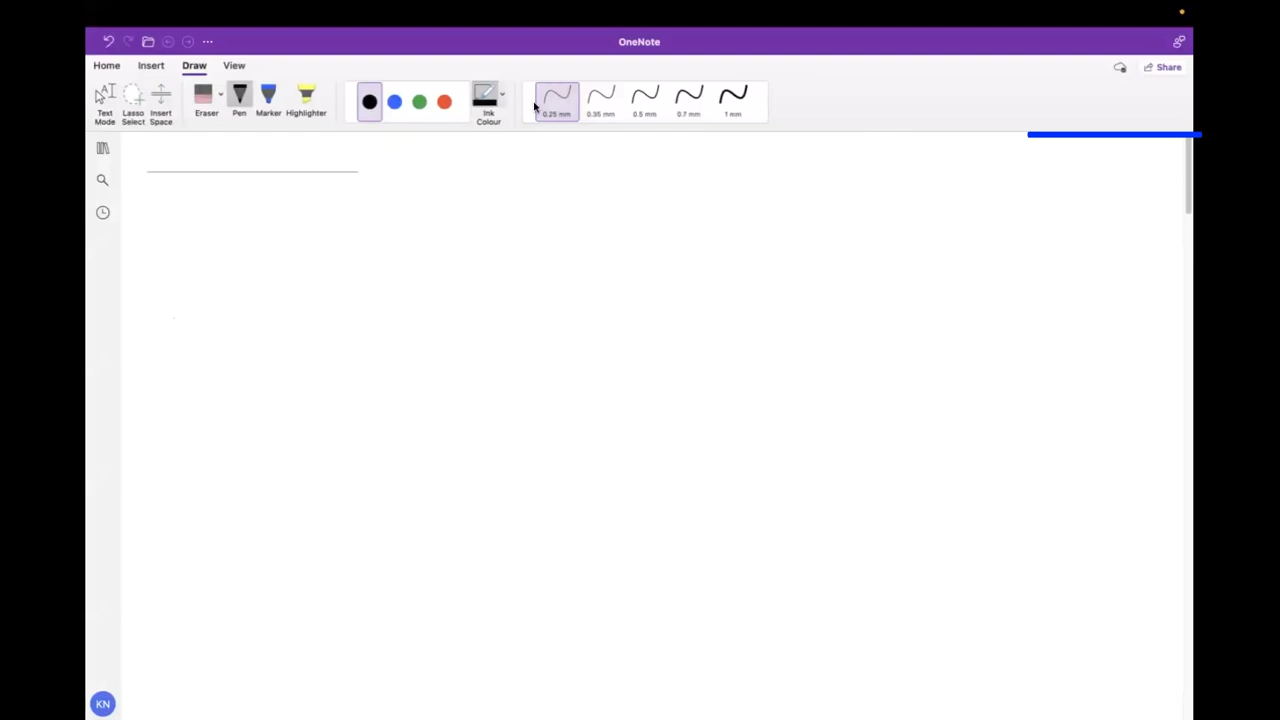 OneNote
Home Insert Draw View
Share
Text Mode
Lasso Select
Insert Space
Eraser
Pen
Marker
Highlighter
Ink Colour
0.25 mm
0.35 mm
0.5 mm
0.7 mm
1 mm
KN